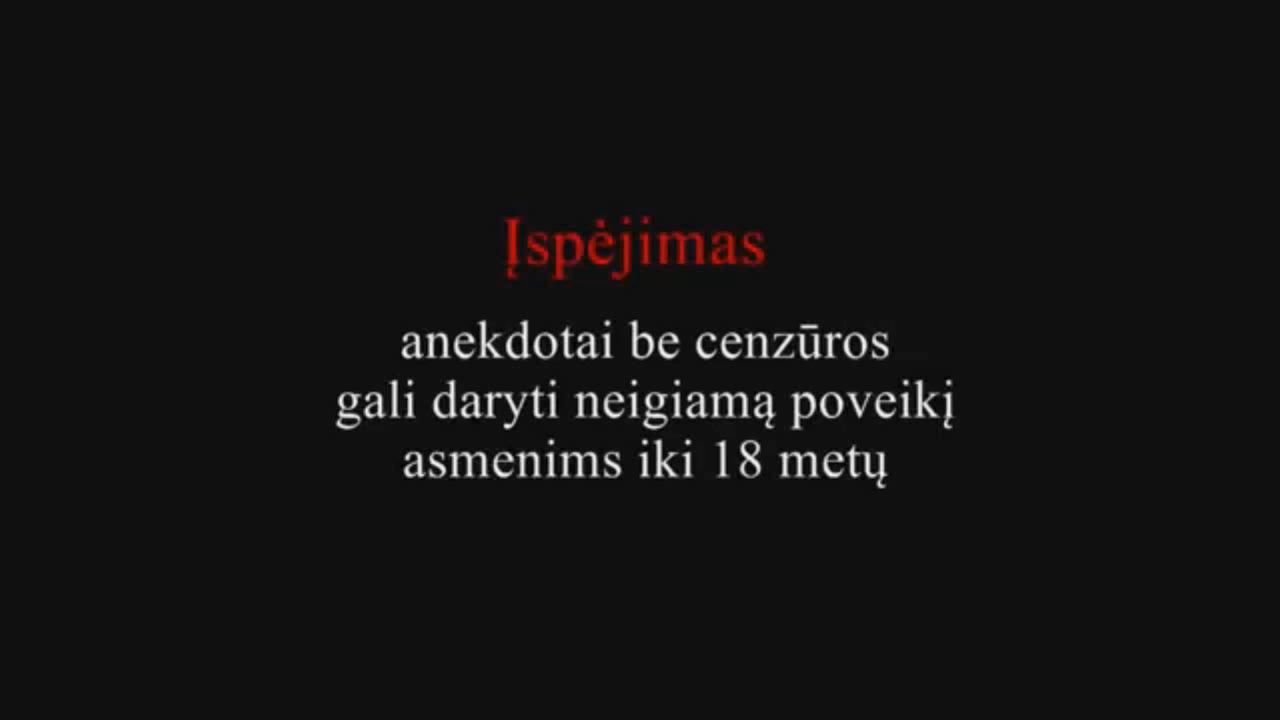 Įspėjimas
anekdotai be cenzūros
gali daryti neigiamą poveikį
asmenims iki 18 metų